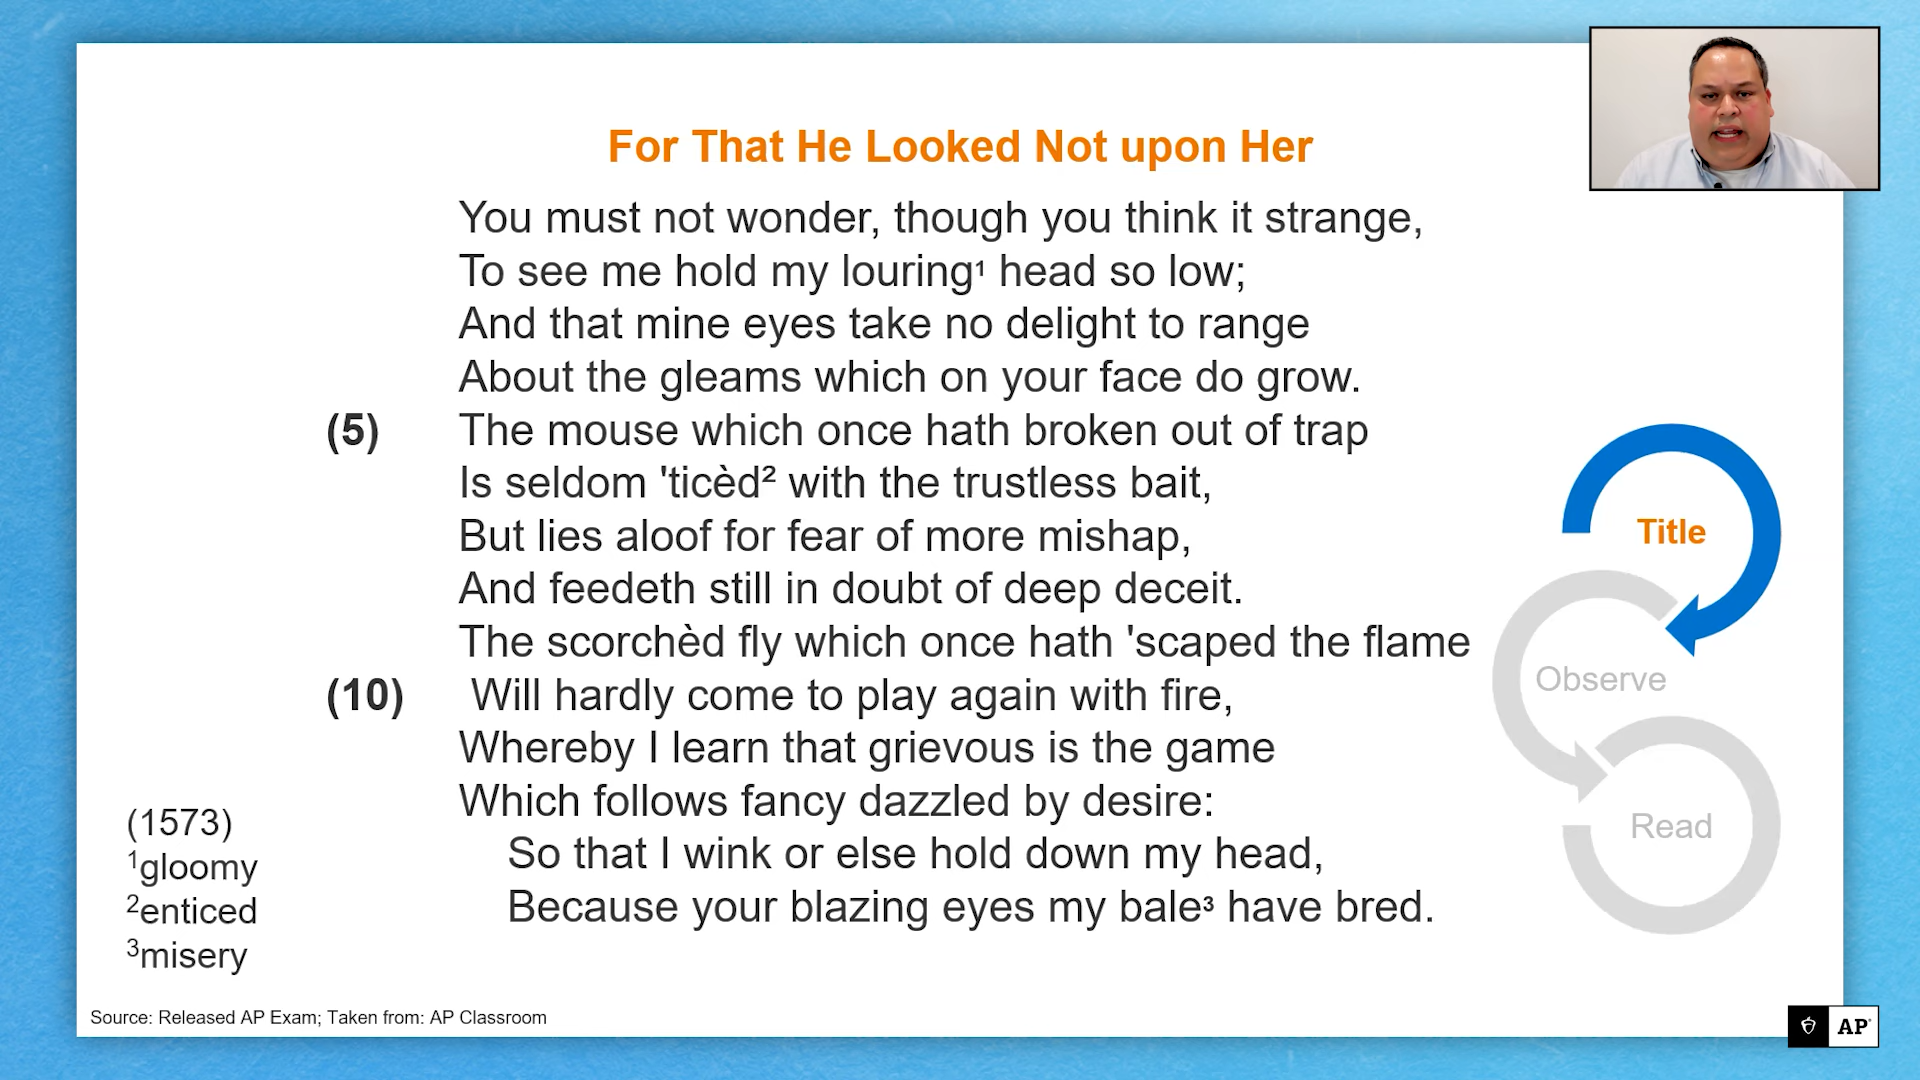 For That He Looked Not upon Her
You must not wonder, though you think it strange,
To see me hold my louring¹ head so low;
And that mine eyes take no delight to range
About the gleams which on your face do grow.
(5) The mouse which once hath broken out of trap
Is seldom 'ticèd² with the trustless bait,
But lies aloof for fear of more mishap,
And feedeth still in doubt of deep deceit.
The scorchèd fly which once hath 'scaped the flame
(10) Will hardly come to play again with fire,
Whereby I learn that grievous is the game
Which follows fancy dazzled by desire:
So that I wink or else hold down my head,
Because your blazing eyes my bale³ have bred.
(1573)
¹gloomy
²enticed
³misery
Title
Observe
Read
Source: Released AP Exam; Taken from: AP Classroom
AP